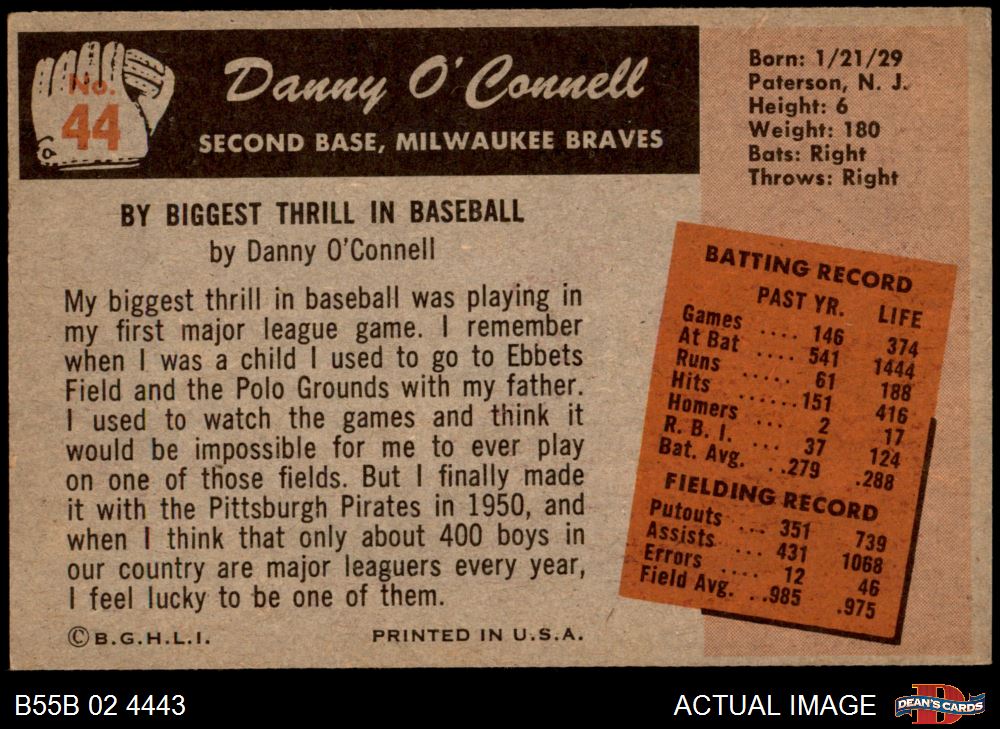 No.
44
Danny O'Connell
SECOND BASE, MILWAUKEE BRAVES
Born: 1/21/29
Paterson, N. J.
Height: 6
Weight: 180
Bats: Right
Throws: Right
BY BIGGEST THRILL IN BASEBALL
by Danny O'Connell
My biggest thrill in baseball was playing in
my first major league game. I remember
when I was a child I used to go to Ebbets
Field and the Polo Grounds with my father.
I used to watch the games and think it
would be impossible for me to ever play
on one of those fields. But I finally made
it with the Pittsburgh Pirates in 1950, and
when I think that only about 400 boys in
our country are major leaguers every year,
I feel lucky to be one of them.
BATTING RECORD
PAST YR. LIFE
Games .... 146 374
At Bat .... 541 1444
Runs ..... 61 188
Hits ......151 416
Homers 2 17
R. B. I. ... 37 124
Bat. Avg. ..279 .288
FIELDING RECORD
Putouts ... 351 739
Assists ... 431 1068
Errors .... 12 46
Field Avg. ..985 .975
© B.G.H.L.I. PRINTED IN U.S.A.
B55B 02 4443 ACTUAL IMAGE
D
DEAN'S CARDS